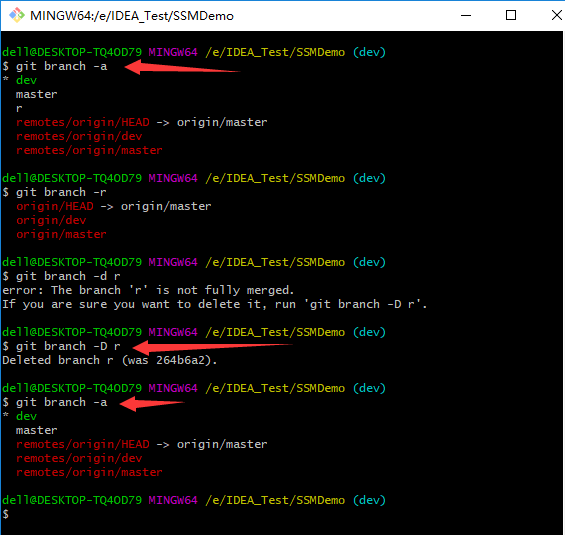 MINGW64:/e/IDEA_Test/SSMDemo
dell@DESKTOP-TQ4OD79 MINGW64 /e/IDEA_Test/SSMDemo (dev)
$ git branch -a
* dev
  master
  r
  remotes/origin/HEAD -> origin/master
  remotes/origin/dev
  remotes/origin/master
dell@DESKTOP-TQ4OD79 MINGW64 /e/IDEA_Test/SSMDemo (dev)
$ git branch -r
  origin/HEAD -> origin/master
  origin/dev
  origin/master
dell@DESKTOP-TQ4OD79 MINGW64 /e/IDEA_Test/SSMDemo (dev)
$ git branch -d r
error: The branch 'r' is not fully merged.
If you are sure you want to delete it, run 'git branch -D r'.
dell@DESKTOP-TQ4OD79 MINGW64 /e/IDEA_Test/SSMDemo (dev)
$ git branch -D r
Deleted branch r (was 264b6a2).
dell@DESKTOP-TQ4OD79 MINGW64 /e/IDEA_Test/SSMDemo (dev)
$ git branch -a
* dev
  master
  remotes/origin/HEAD -> origin/master
  remotes/origin/dev
  remotes/origin/master
dell@DESKTOP-TQ4OD79 MINGW64 /e/IDEA_Test/SSMDemo (dev)
$